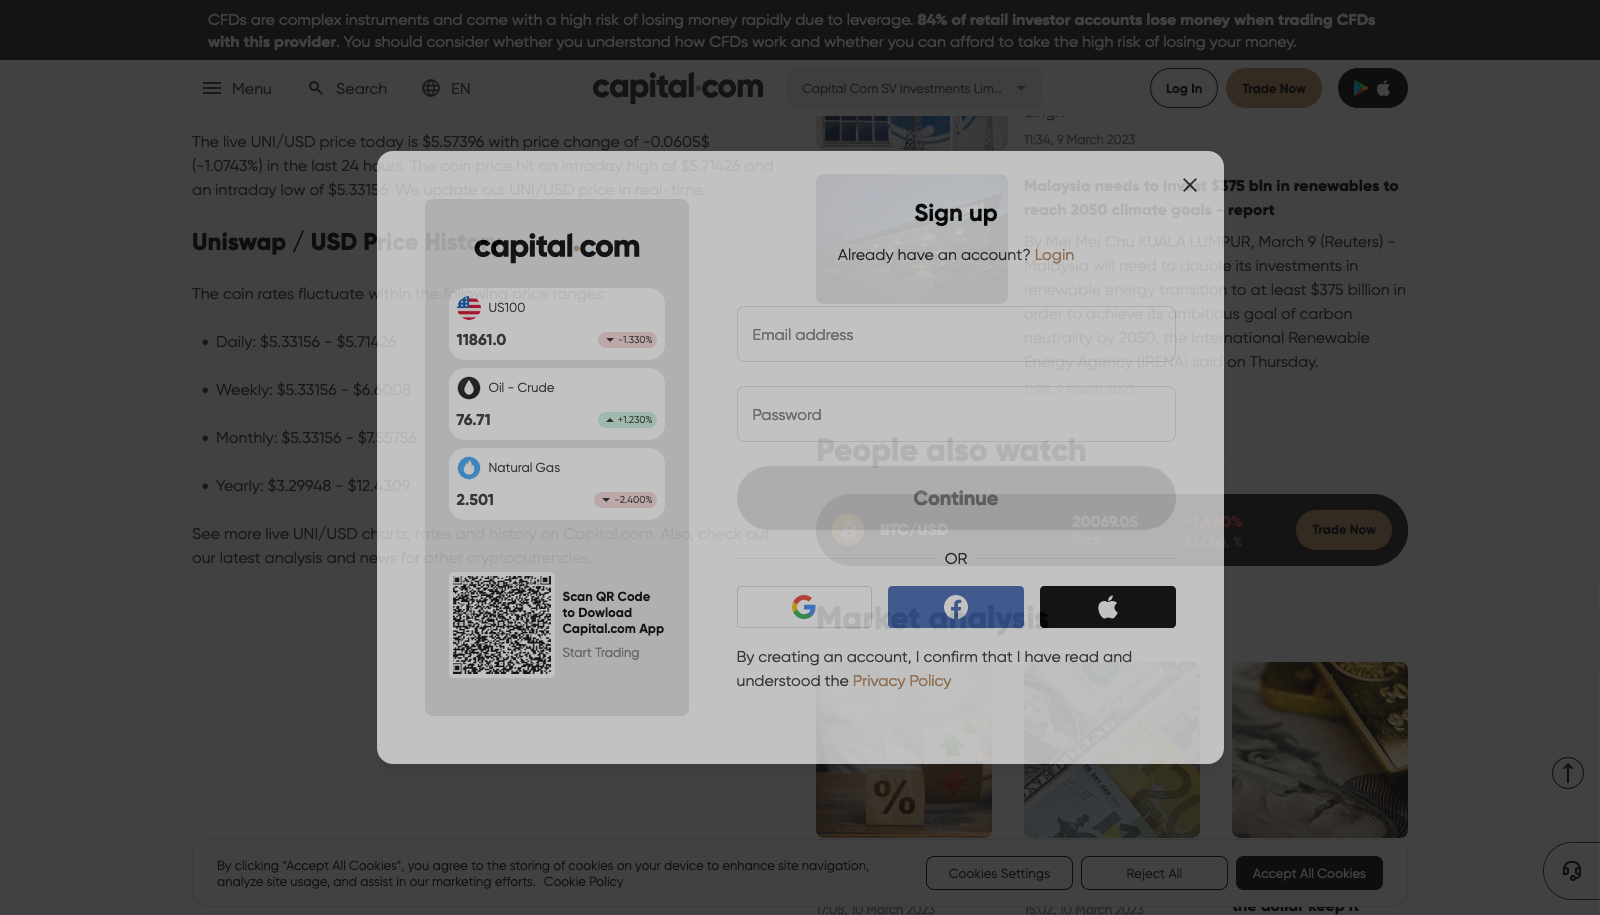 CFDs are complex instruments and come with a high risk of losing money rapidly due to leverage. 84% of retail investor accounts lose money when trading CFDs
with this provider. You should consider whether you understand how CFDs work and whether you can afford to take the high risk of losing your money.
Menu
Search
EN
capital.com
Capital Com SV Investments Lim...
Log In
Trade Now
The live UNI/USD price today is $5.57396 with price change of -0.0605$
(-1.0743%) in the last 24 hours. The coin price hit an intraday high of $5.71426 and
an intraday low of $5.33156. We update our UNI/USD price in real-time.
Uniswap / USD Price History
The coin rates fluctuate within the following price ranges:
Daily: $5.33156 - $5.71426
Weekly: $5.33156 - $6.6008
Monthly: $5.33156 - $7.55756
Yearly: $3.29948 - $12.4309
See more live UNI/USD charts, rates and history on Capital.com. Also, check out
our latest analysis and news for other cryptocurrencies.
11:34, 9 March 2023
Malaysia needs to invest $375 bln in renewables to
reach 2050 climate goals - report
By Mei Mei Chu KUALA LUMPUR, March 9 (Reuters) -
Malaysia will need to double its investments in
renewable energy transition to at least $375 billion in
order to achieve its ambitious goal of carbon
neutrality by 2050, the International Renewable
Energy Agency (IRENA) said on Thursday.
11:28, 9 March 2023
People also watch
BTC/USD
20069.05
Price
-1.460%
1D Chg, %
Trade Now
Market analysis
%
17:08, 10 March 2023
15:02, 10 March 2023
the dollar keep it
capital.com
US100
11861.0
-1.330%
Oil - Crude
76.71
+1.230%
Natural Gas
2.501
-2.400%
Scan QR Code
to Dowload
Capital.com App
Start Trading
Sign up
Already have an account? Login
Email address
Password
Continue
OR
By creating an account, I confirm that I have read and
understood the Privacy Policy
By clicking “Accept All Cookies”, you agree to the storing of cookies on your device to enhance site navigation,
analyze site usage, and assist in our marketing efforts. Cookie Policy
Cookies Settings
Reject All
Accept All Cookies